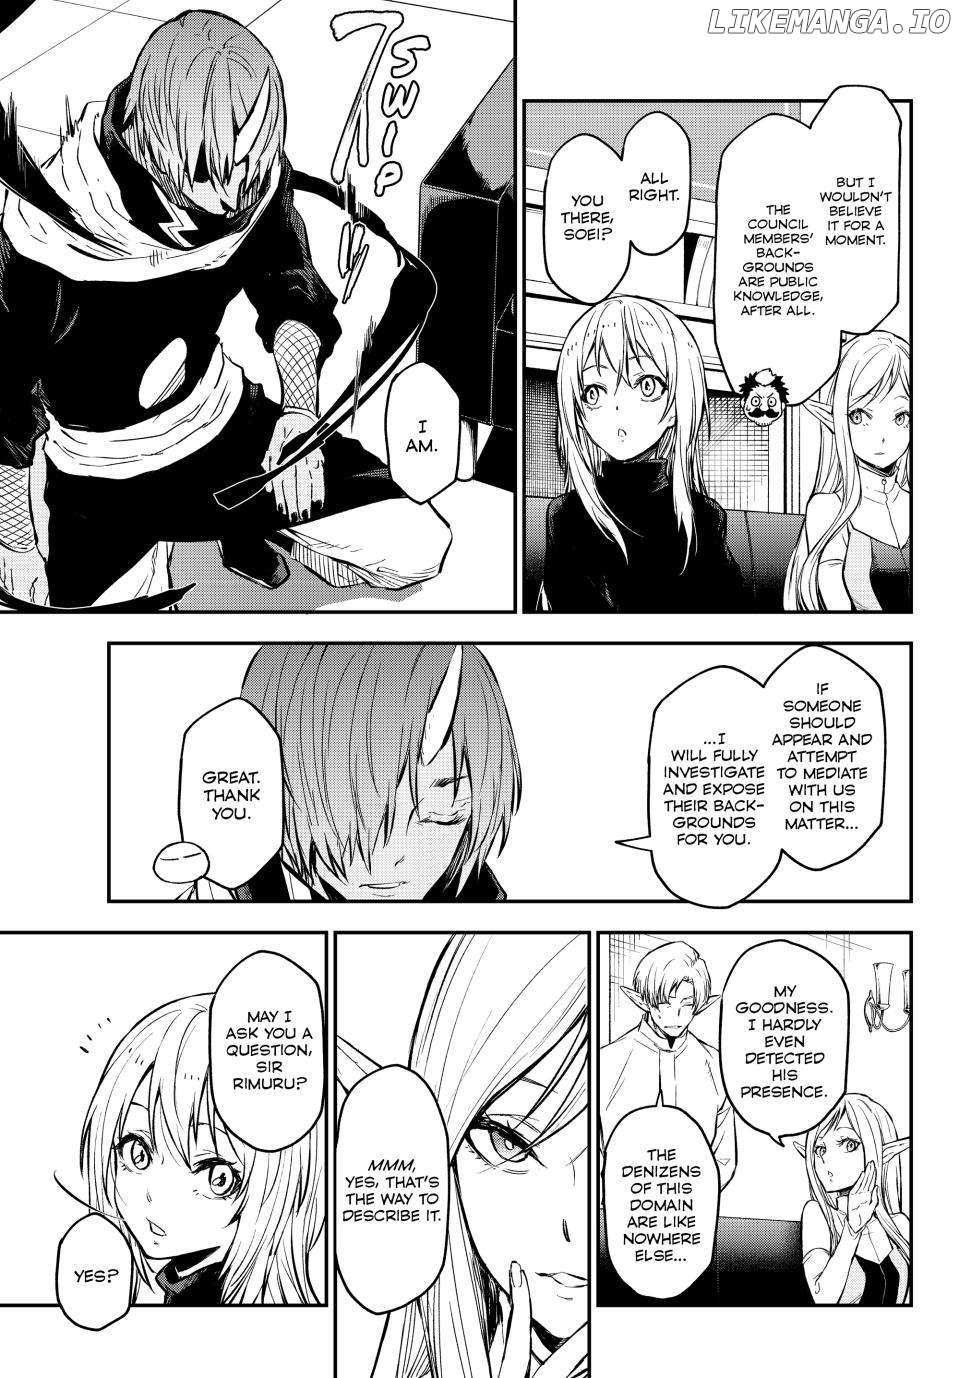 LIKEMANGA.IO
BUT I
WOULDN'T
BELIEVE
IT FOR A
MOMENT.
THE
COUNCIL
MEMBERS'
BACK-
GROUNDS
ARE PUBLIC
KNOWLEDGE,
AFTER ALL.
ALL
RIGHT.
YOU
THERE,
SOEI?
SWIP
I
AM.
IF
SOMEONE
SHOULD
APPEAR AND
ATTEMPT
TO MEDIATE
WITH US
ON THIS
MATTER...
...I
WILL FULLY
INVESTIGATE
AND EXPOSE
THEIR BACK-
GROUNDS
FOR YOU.
GREAT.
THANK
YOU.
MY
GOODNESS.
I HARDLY
EVEN
DETECTED
HIS
PRESENCE.
THE
DENIZENS
OF THIS
DOMAIN
ARE LIKE
NOWHERE
ELSE...
MMM,
YES, THAT'S
THE WAY TO
DESCRIBE IT.
MAY I
ASK YOU A
QUESTION,
SIR
RIMURU?
YES?